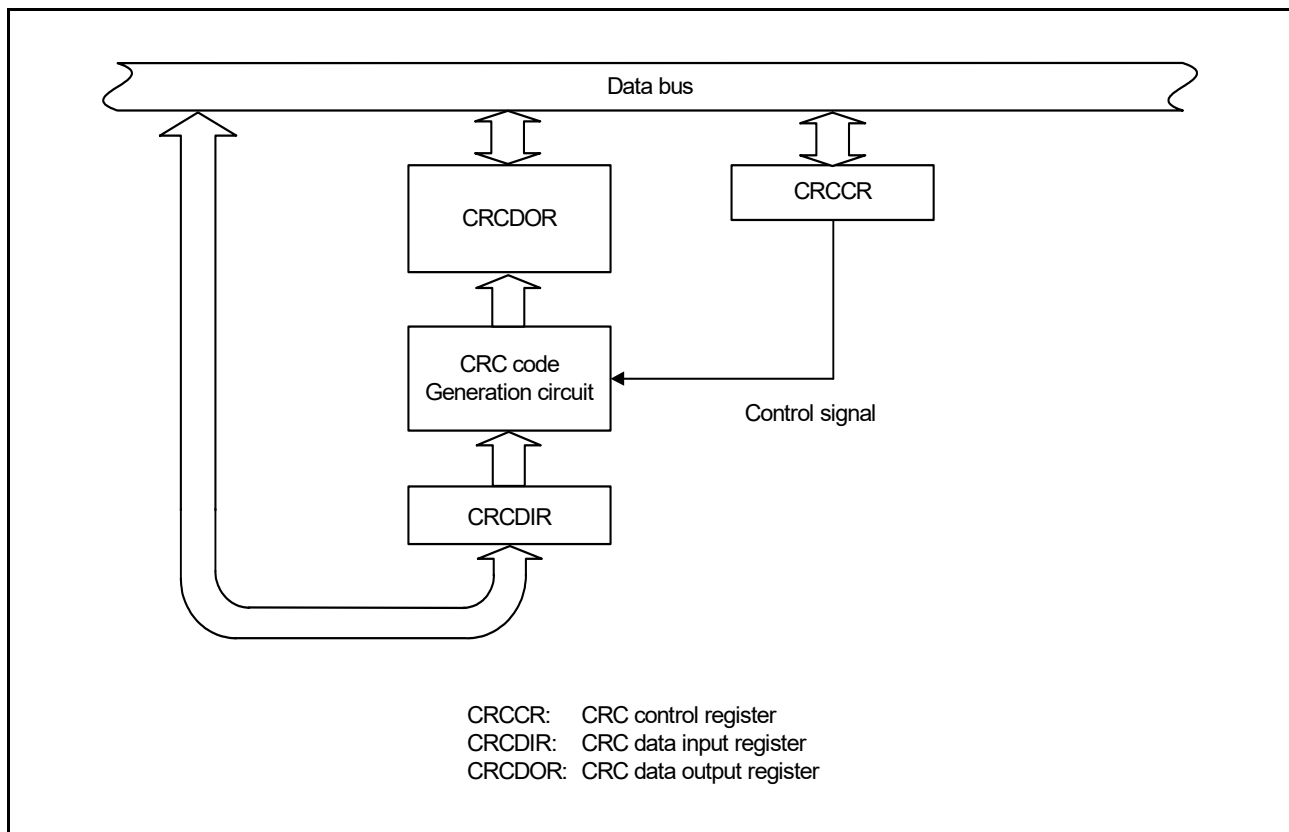 Data bus
CRCDOR
CRCCR
CRC code
Generation circuit
Control signal
CRCDIR
CRCCR: CRC control register
CRCDIR: CRC data input register
CRCDOR: CRC data output register